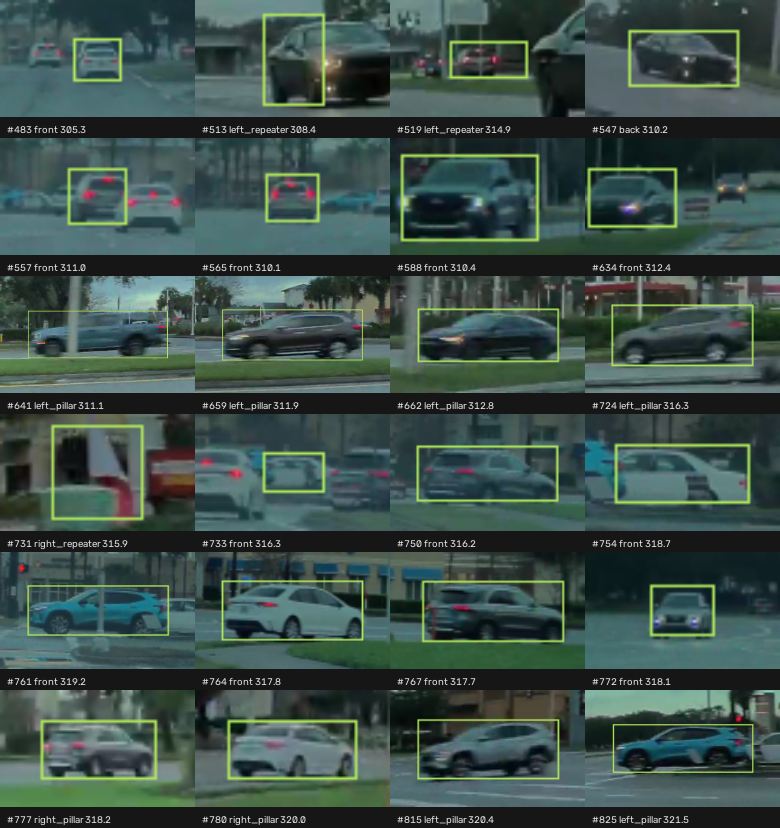 #483 front 305.3
#513 left_repeater 308.4
#519 left_repeater 314.9
#547 back 310.2
#557 front 311.0
#565 front 310.1
#588 front 310.4
#634 front 312.4
#641 left_pillar 311.1
#659 left_pillar 311.9
#662 left_pillar 312.8
#724 left_pillar 316.3
#731 right_repeater 315.9
#733 front 316.3
#750 front 316.2
#754 front 318.7
#761 front 319.2
#764 front 317.8
#767 front 317.7
#772 front 318.1
#777 right_pillar 318.2
#780 right_pillar 320.0
#815 left_pillar 320.4
#825 left_pillar 321.5